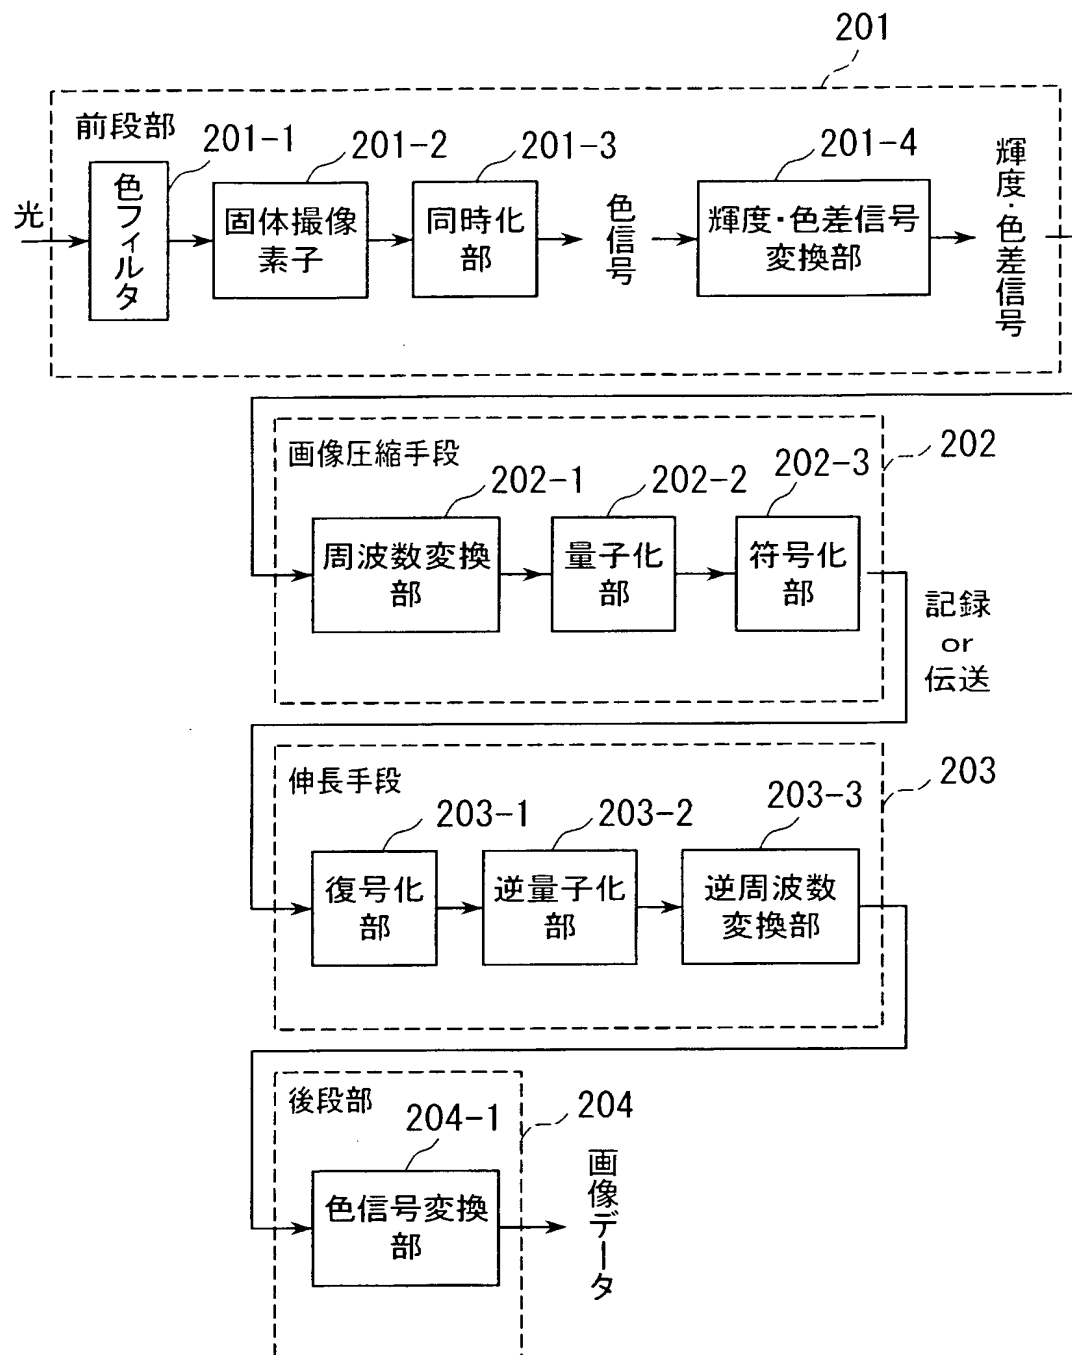 201
前段部
201-1
201-2
201-3
201-4
光
色フィルタ
固体撮像
素子
同時化
部
色信号
輝度・色差信号
変換部
輝度・色差信号
画像圧縮手段
202
202-1
202-2
202-3
周波数変換
部
量子化
部
符号化
部
記録
or
伝送
伸長手段
203
203-1
203-2
203-3
復号化
部
逆量子化
部
逆周波数
変換部
後段部
204
204-1
色信号変換
部
画像データ